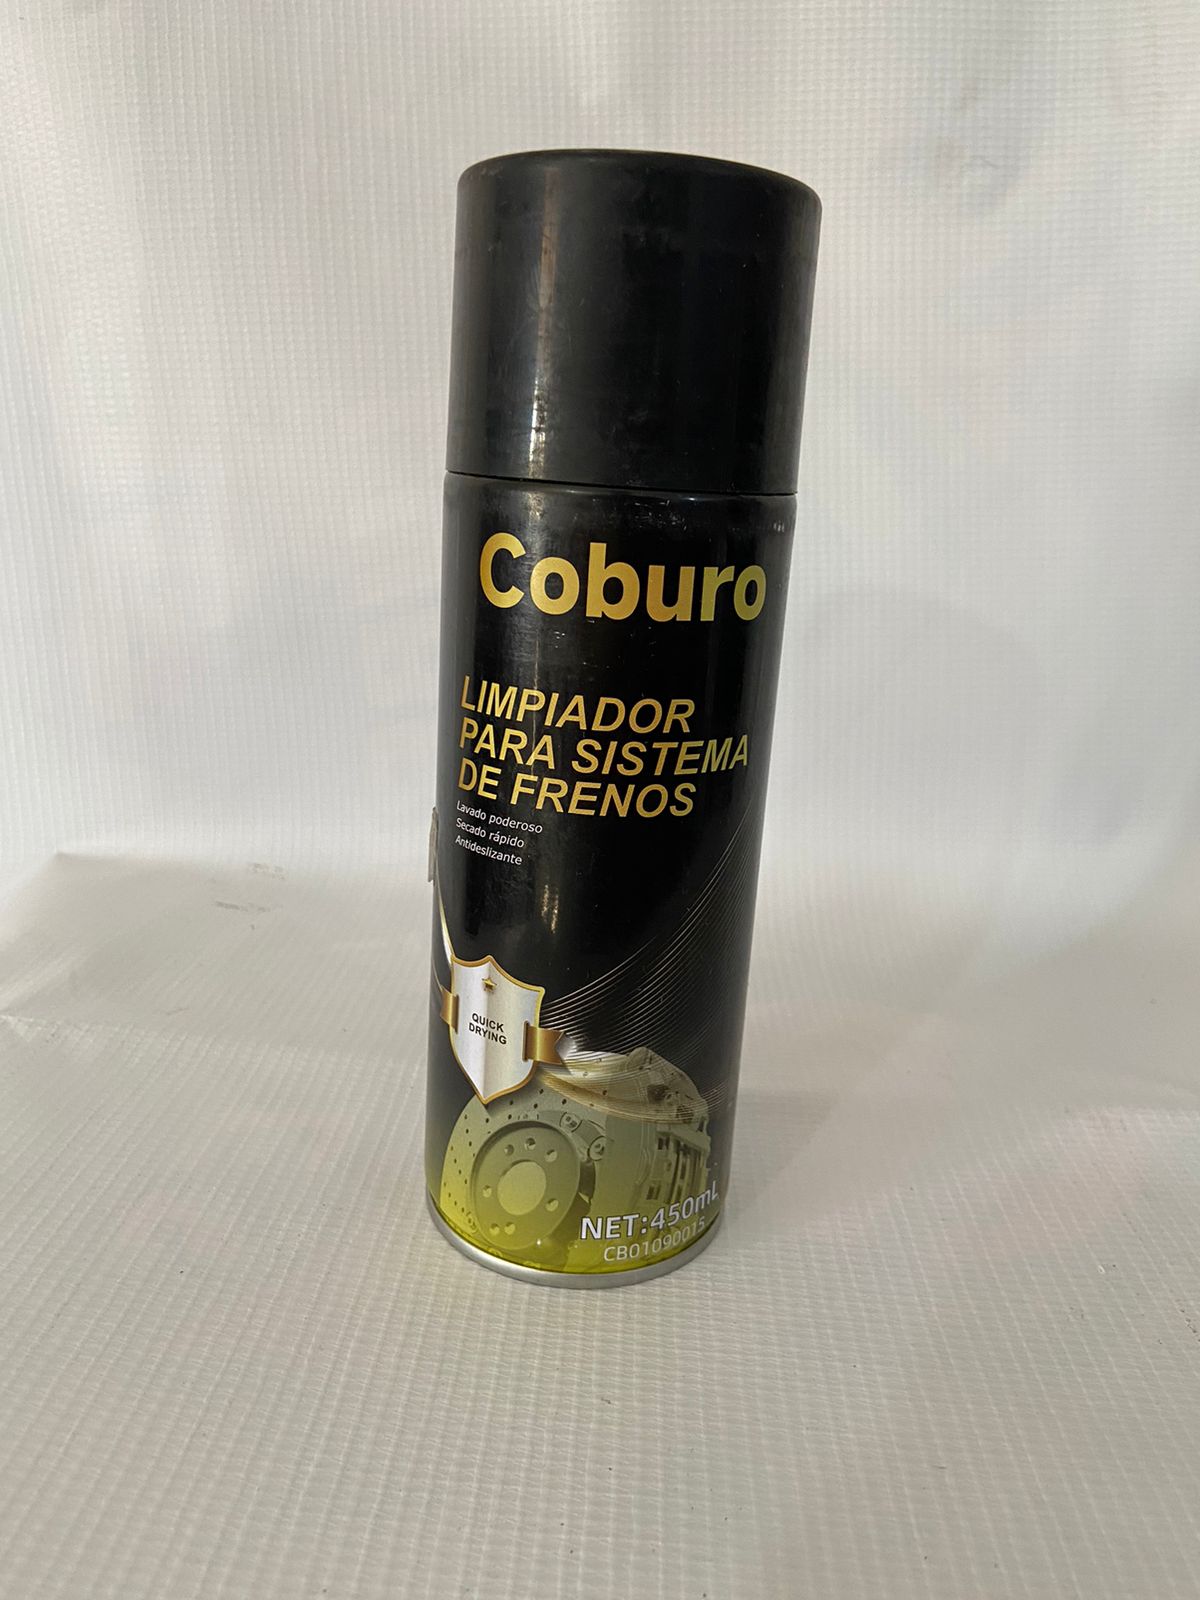 Coburo
LIMPIADOR
PARA SISTEMA
DE FRENOS
Lavado poderoso
Secado rápido
Antideslizante
QUICK
DRYING
NET:450mL
CB01090015